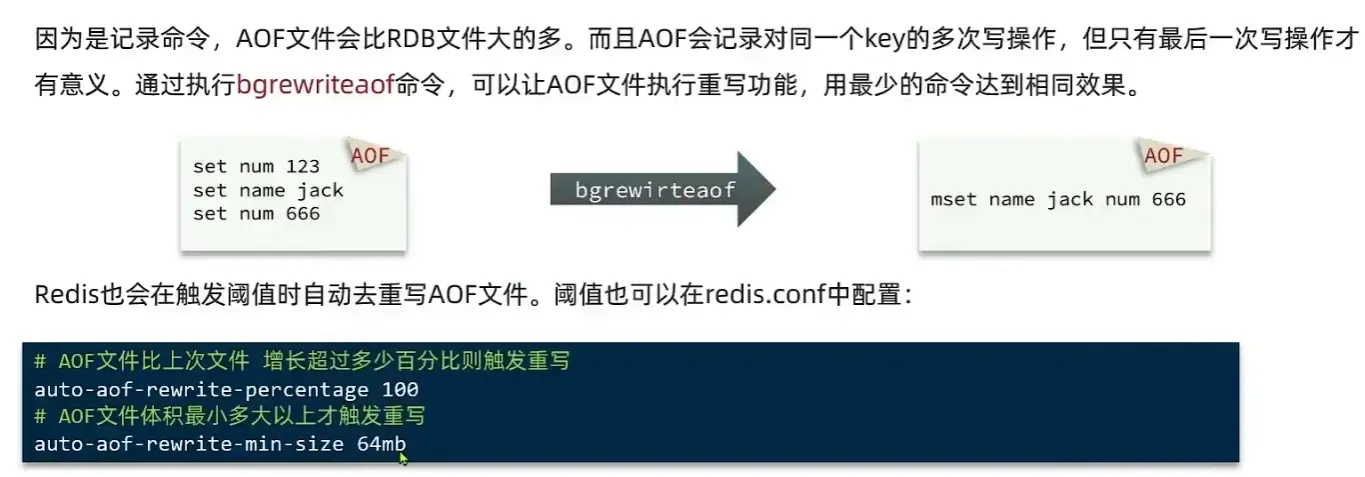 因为是记录命令，AOF文件会比RDB文件大的多。而且AOF会记录对同一个key的多次写操作，但只有最后一次写操作才
有意义。通过执行bgrewriteaof命令，可以让AOF文件执行重写功能，用最少的命令达到相同效果。
AOF
set num 123
set name jack
set num 666
bgrewirteaof
AOF
mset name jack num 666
Redis也会在触发阈值时自动去重写AOF文件。阈值也可以在redis.conf中配置：
# AOF文件比上次文件 增长超过多少百分比则触发重写
auto-aof-rewrite-percentage 100
# AOF文件体积最小多大以上才触发重写
auto-aof-rewrite-min-size 64mb